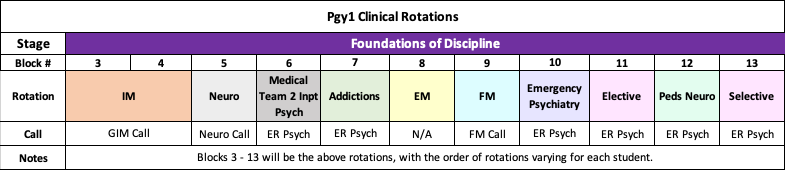 Pgy1 Clinical Rotations
Stage Foundations of Discipline
Block # 3 4 5 6 7 8 9 10 11 12 13
Rotation IM Neuro Medical Team 2 Inpt Psych Addictions EM FM Emergency Psychiatry Elective Peds Neuro Selective
Call GIM Call Neuro Call ER Psych ER Psych N/A FM Call ER Psych ER Psych ER Psych ER Psych
Notes Blocks 3 - 13 will be the above rotations, with the order of rotations varying for each student.